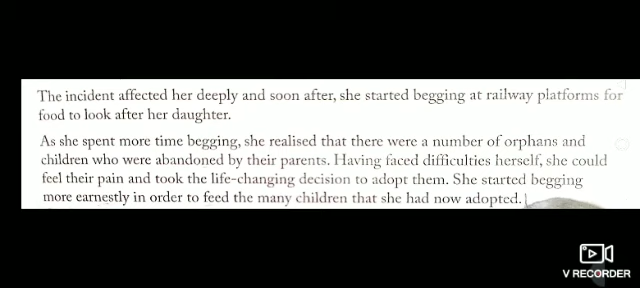 The incident affected her deeply and soon after, she started begging at railway platforms for
food to look after her daughter.
As she spent more time begging, she realised that there were a number of orphans and
children who were abandoned by their parents. Having faced difficulties herself, she could
feel their pain and took the life-changing decision to adopt them. She started begging
more earnestly in order to feed the many children that she had now adopted.
V RECORDER